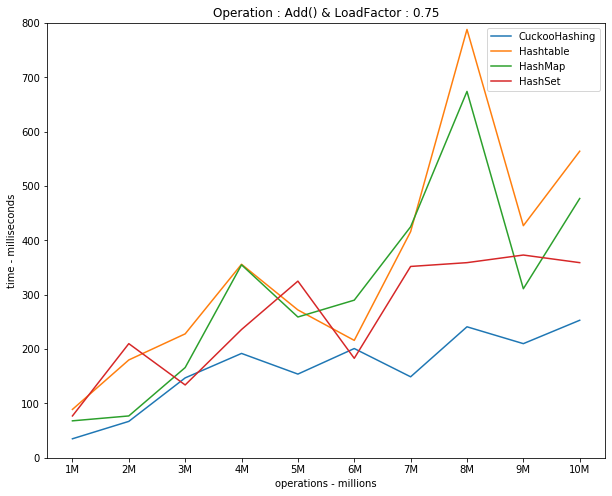 Operation : Add() & LoadFactor : 0.75
CuckooHashing
Hashtable
HashMap
HashSet
time - milliseconds
800
700
600
500
400
300
200
100
0
1M 2M 3M 4M 5M 6M 7M 8M 9M 10M
operations - millions